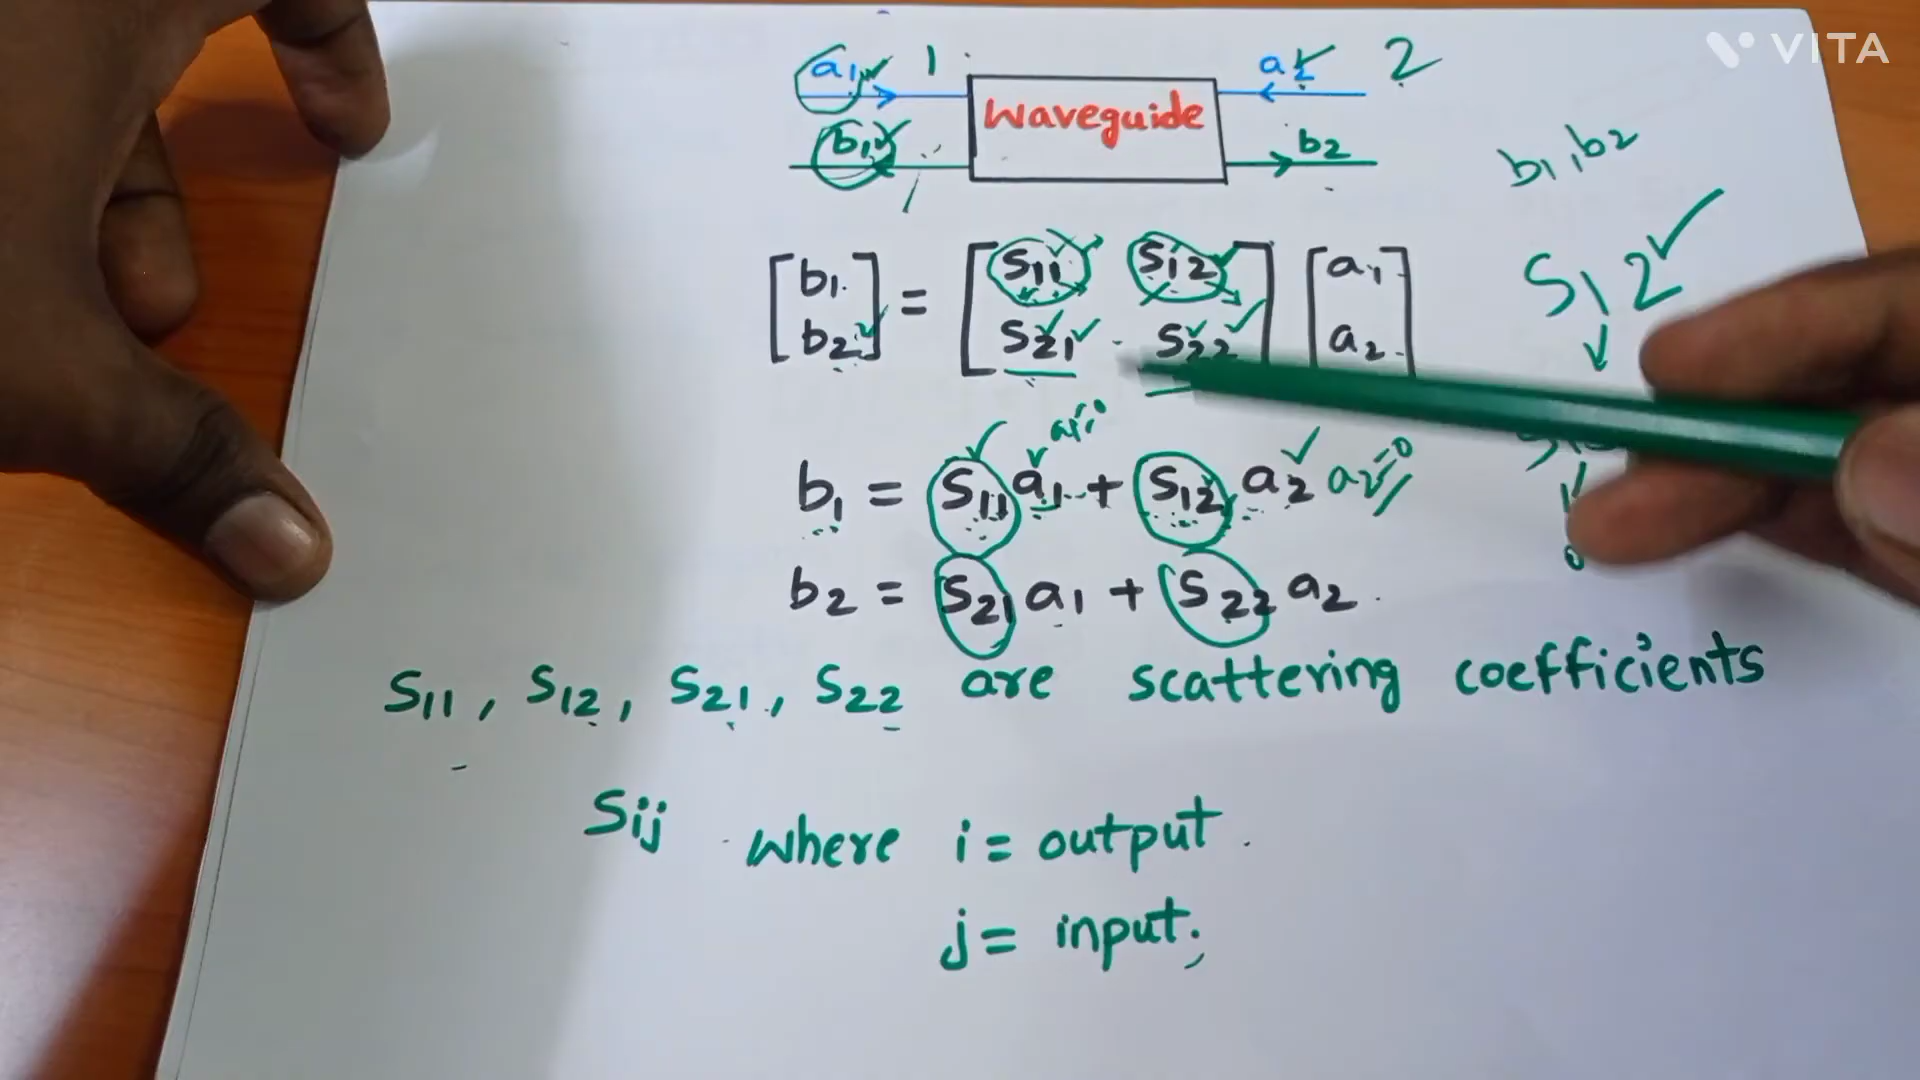 VITA
a1 1 a2 2
waveguide
b1 b2
b1, b2
[b1 b2] = [S11 S12 S21 S22] [a1 a2]
S12
b1 = S11 a1 + S12 a2 a2=0
b2 = S21 a1 + S22 a2
S11, S12, S21, S22 are scattering coefficients
Sij where i = output
j = input